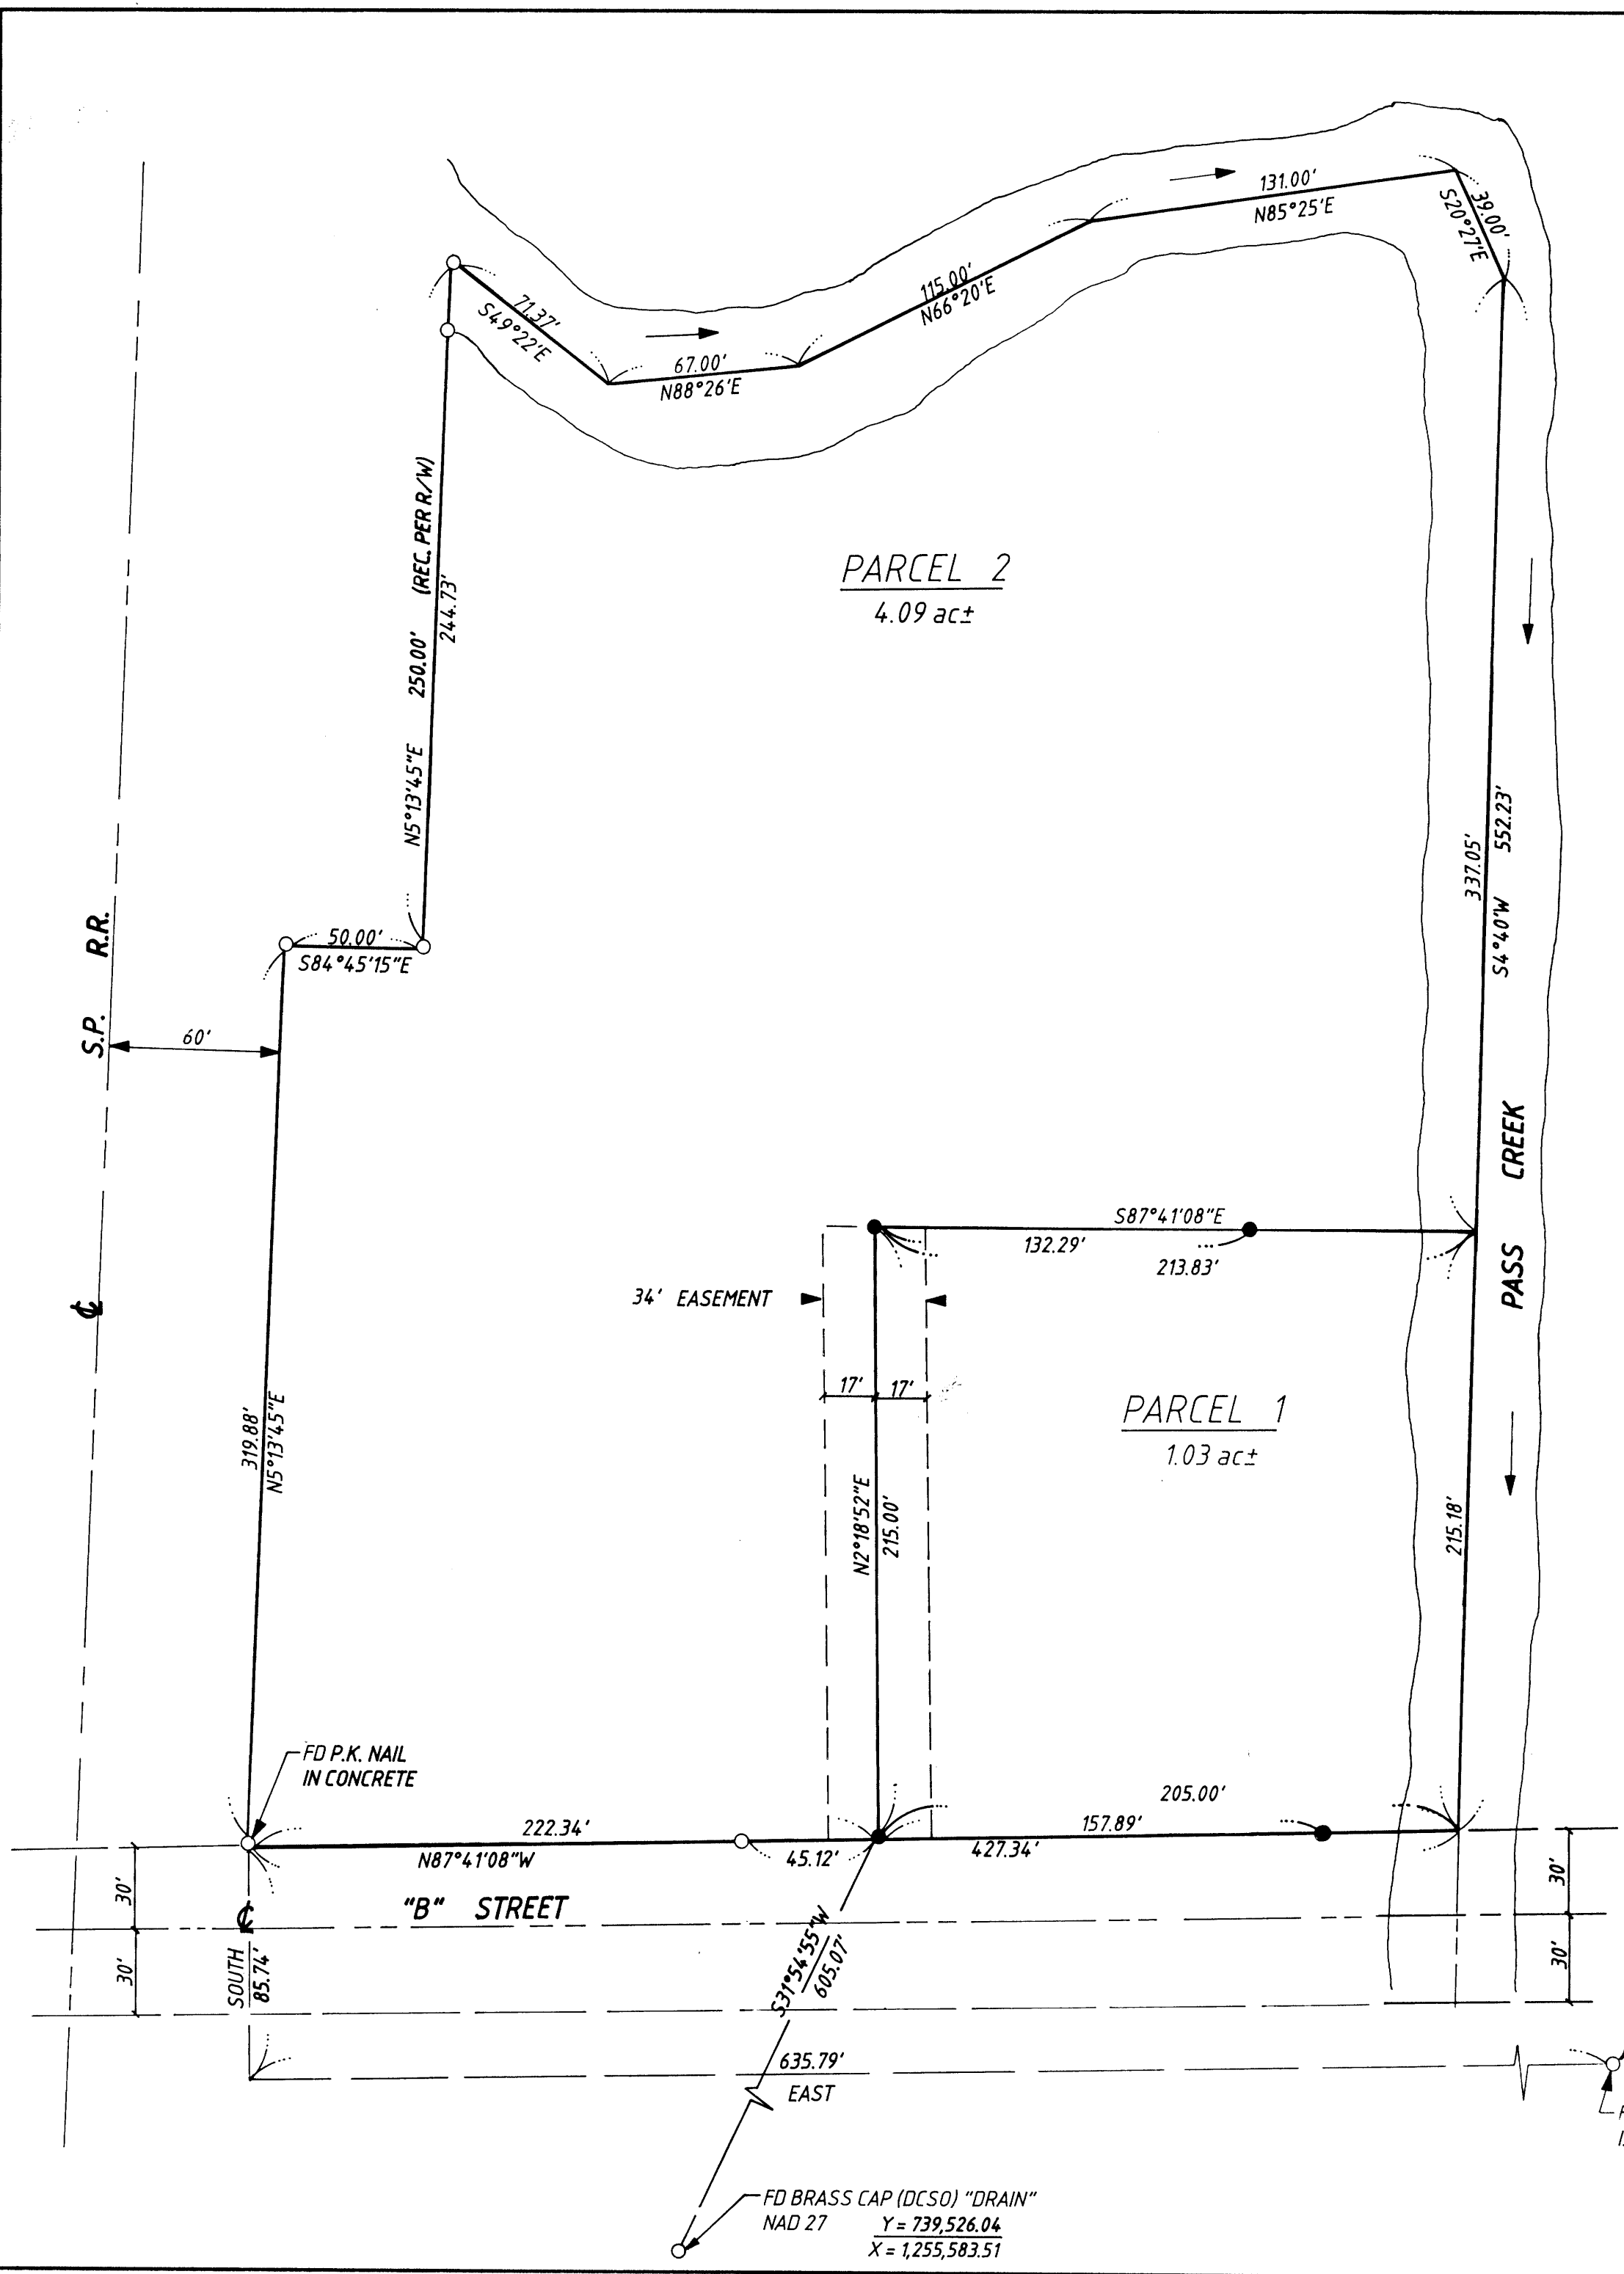 131.00'
N85°25'E
39.00'
S20°27'E
115.00'
N66°20'E
71.37'
S49°22'E
67.00'
N88°26'E
N5°13'45"E 250.00' (REC. PER R/W)
244.73'
PARCEL 2
4.09 ac±
337.05'
S4°40'W 552.23'
S.P. R.R.
50.00'
S84°45'15"E
60'
PASS CREEK
S87°41'08"E
132.29'
213.83'
34' EASEMENT
17' 17'
PARCEL 1
1.03 ac±
319.88'
N5°13'45"E
N2°18'52"E
215.00'
215.18'
℄
FD P.K. NAIL
IN CONCRETE
222.34'
N87°41'08"W
45.12'
205.00'
157.89'
427.34'
30'
30'
30'
30'
℄
"B" STREET
SOUTH
85.74'
S31°54'55"W
605.07'
635.79'
EAST
FD BRASS CAP (DCSO) "DRAIN"
NAD 27 Y = 739,526.04
X = 1,255,583.51